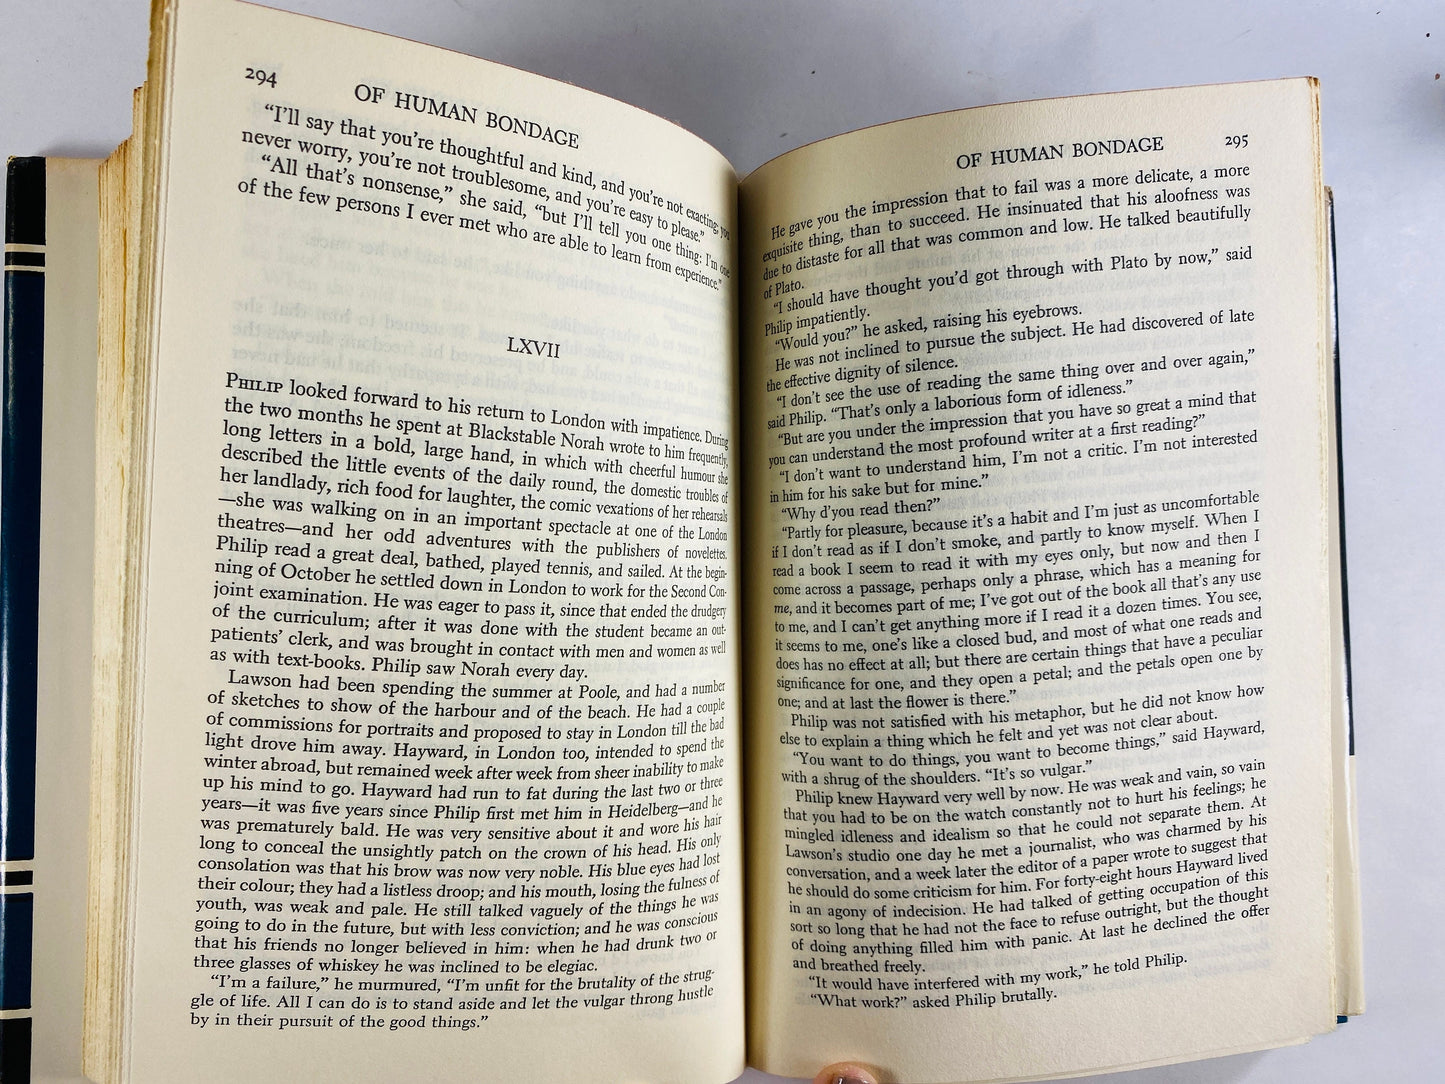 294
OF HUMAN BONDAGE
“I’ll say that you’re thoughtful and kind, and you’re not exacting, you
never worry, you’re not troublesome, and you’re easy to please.”
“All that’s nonsense,” she said, “but I’ll tell you one thing: I’m one
of the few persons I ever met who are able to learn from experience.”
LXVII
PHILIP looked forward to his return to London with impatience. During
the two months he spent at Blackstable Norah wrote to him frequently,
long letters in a bold, large hand, in which with cheerful humour she
described the little events of the daily round, the domestic troubles of
her landlady, rich food for laughter, the comic vexations of her rehearsals
—she was walking on in an important spectacle at one of the London
theatres—and her odd adventures with the publishers of novelettes.
Philip read a great deal, bathed, played tennis, and sailed. At the begin-
ning of October he settled down in London to work for the Second Con-
joint examination. He was eager to pass it, since that ended the drudgery
of the curriculum; after it was done with the student became an out-
patients’ clerk, and was brought in contact with men and women as well
as with text-books. Philip saw Norah every day.
Lawson had been spending the summer at Poole, and had a number
of sketches to show of the harbour and of the beach. He had a couple
of commissions for portraits and proposed to stay in London till the bad
light drove him away. Hayward, in London too, intended to spend the
winter abroad, but remained week after week from sheer inability to make
up his mind to go. Hayward had run to fat during the last two or three
years—it was five years since Philip first met him in Heidelberg—and he
was prematurely bald. He was very sensitive about it and wore his hair
long to conceal the unsightly patch on the crown of his head. His only
consolation was that his brow was now very noble. His blue eyes had lost
their colour; they had a listless droop; and his mouth, losing the fulness of
youth, was weak and pale. He still talked vaguely of the things he was
going to do in the future, but with less conviction; and he was conscious
that his friends no longer believed in him: when he had drunk two or
three glasses of whiskey he was inclined to be elegiac.
“I’m a failure,” he murmured, “I’m unfit for the brutality of the strug-
gle of life. All I can do is to stand aside and let the vulgar throng hustle
by in their pursuit of the good things.”
OF HUMAN BONDAGE
295
He gave you the impression that to fail was a more delicate, a more
exquisite thing, than to succeed. He insinuated that his aloofness was
due to distaste for all that was common and low. He talked beautifully
of Plato.
“I should have thought you’d got through with Plato by now,” said
Philip impatiently.
“Would you?” he asked, raising his eyebrows.
He was not inclined to pursue the subject. He had discovered of late
the effective dignity of silence.
“I don’t see the use of reading the same thing over and over again,”
said Philip. “That’s only a laborious form of idleness.”
“But are you under the impression that you have so great a mind that
you can understand the most profound writer at a first reading?”
“I don’t want to understand him, I’m not a critic. I’m not interested
in him for his sake but for mine.”
“Why d’you read then?”
“Partly for pleasure, because it’s a habit and I’m just as uncomfortable
if I don’t read as if I don’t smoke, and partly to know myself. When I
read a book I seem to read it with my eyes only, but now and then I
come across a passage, perhaps only a phrase, which has a meaning for
me, and it becomes part of me; I’ve got out of the book all that’s any use
to me, and I can’t get anything more if I read it a dozen times. You see,
it seems to me, one’s like a closed bud, and most of what one reads and
does has no effect at all; but there are certain things that have a peculiar
significance for one, and they open a petal; and the petals open one by
one; and at last the flower is there.”
Philip was not satisfied with his metaphor, but he did not know how
else to explain a thing which he felt and yet was not clear about.
“You want to do things, you want to become things,” said Hayward,
with a shrug of the shoulders. “It’s so vulgar.”
Philip knew Hayward very well by now. He was weak and vain, so vain
that you had to be on the watch constantly not to hurt his feelings; he
mingled idleness and idealism so that he could not separate them. At
Lawson’s studio one day he met a journalist, who was charmed by his
conversation, and a week later the editor of a paper wrote to suggest that
he should do some criticism for him. For forty-eight hours Hayward lived
in an agony of indecision. He had talked of getting occupation of this
sort so long that he had not the face to refuse outright, but the thought
of doing anything filled him with panic. At last he declined the offer
and breathed freely.
“It would have interfered with my work,” he told Philip.
“What work?” asked Philip brutally.